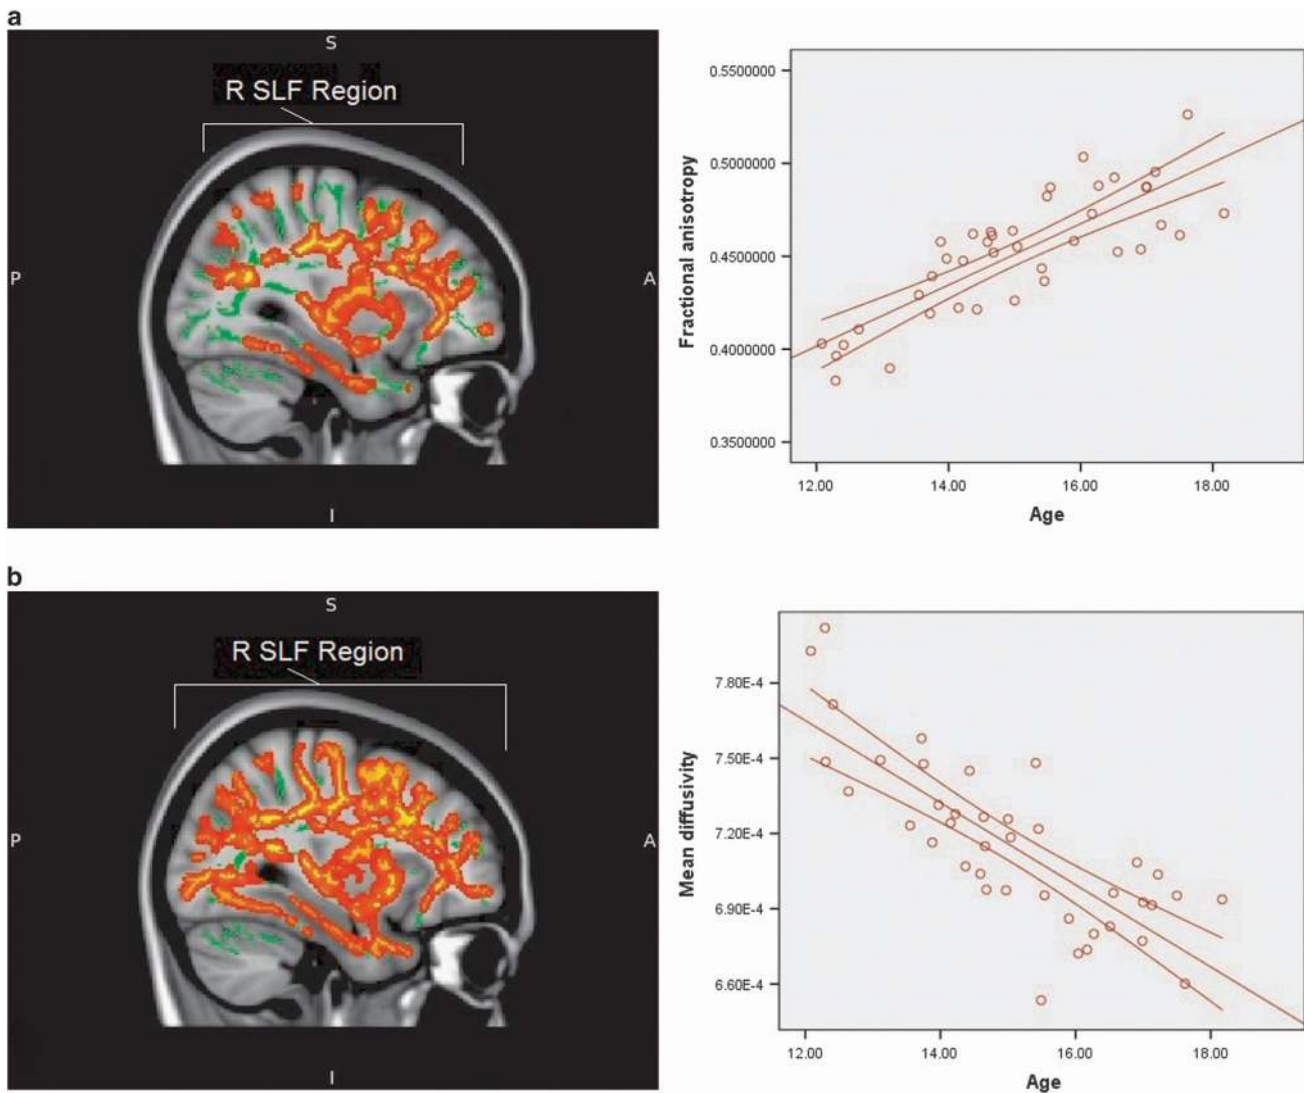 a
S
R SLF Region
P
A
I
0.5500000
0.5000000
0.4500000
0.4000000
0.3500000
Fractional anisotropy
12.00 14.00 16.00 18.00
Age
b
S
R SLF Region
P
A
I
7.80E-4
7.50E-4
7.20E-4
6.90E-4
6.60E-4
Mean diffusivity
12.00 14.00 16.00 18.00
Age